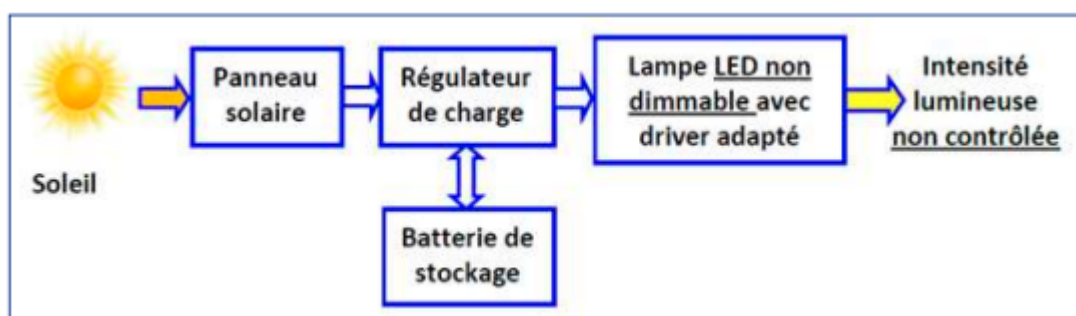 Soleil
Panneau
solaire
Régulateur
de charge
Batterie de
stockage
Lampe LED non
dimmable avec
driver adapté
Intensité
lumineuse
non contrôlée